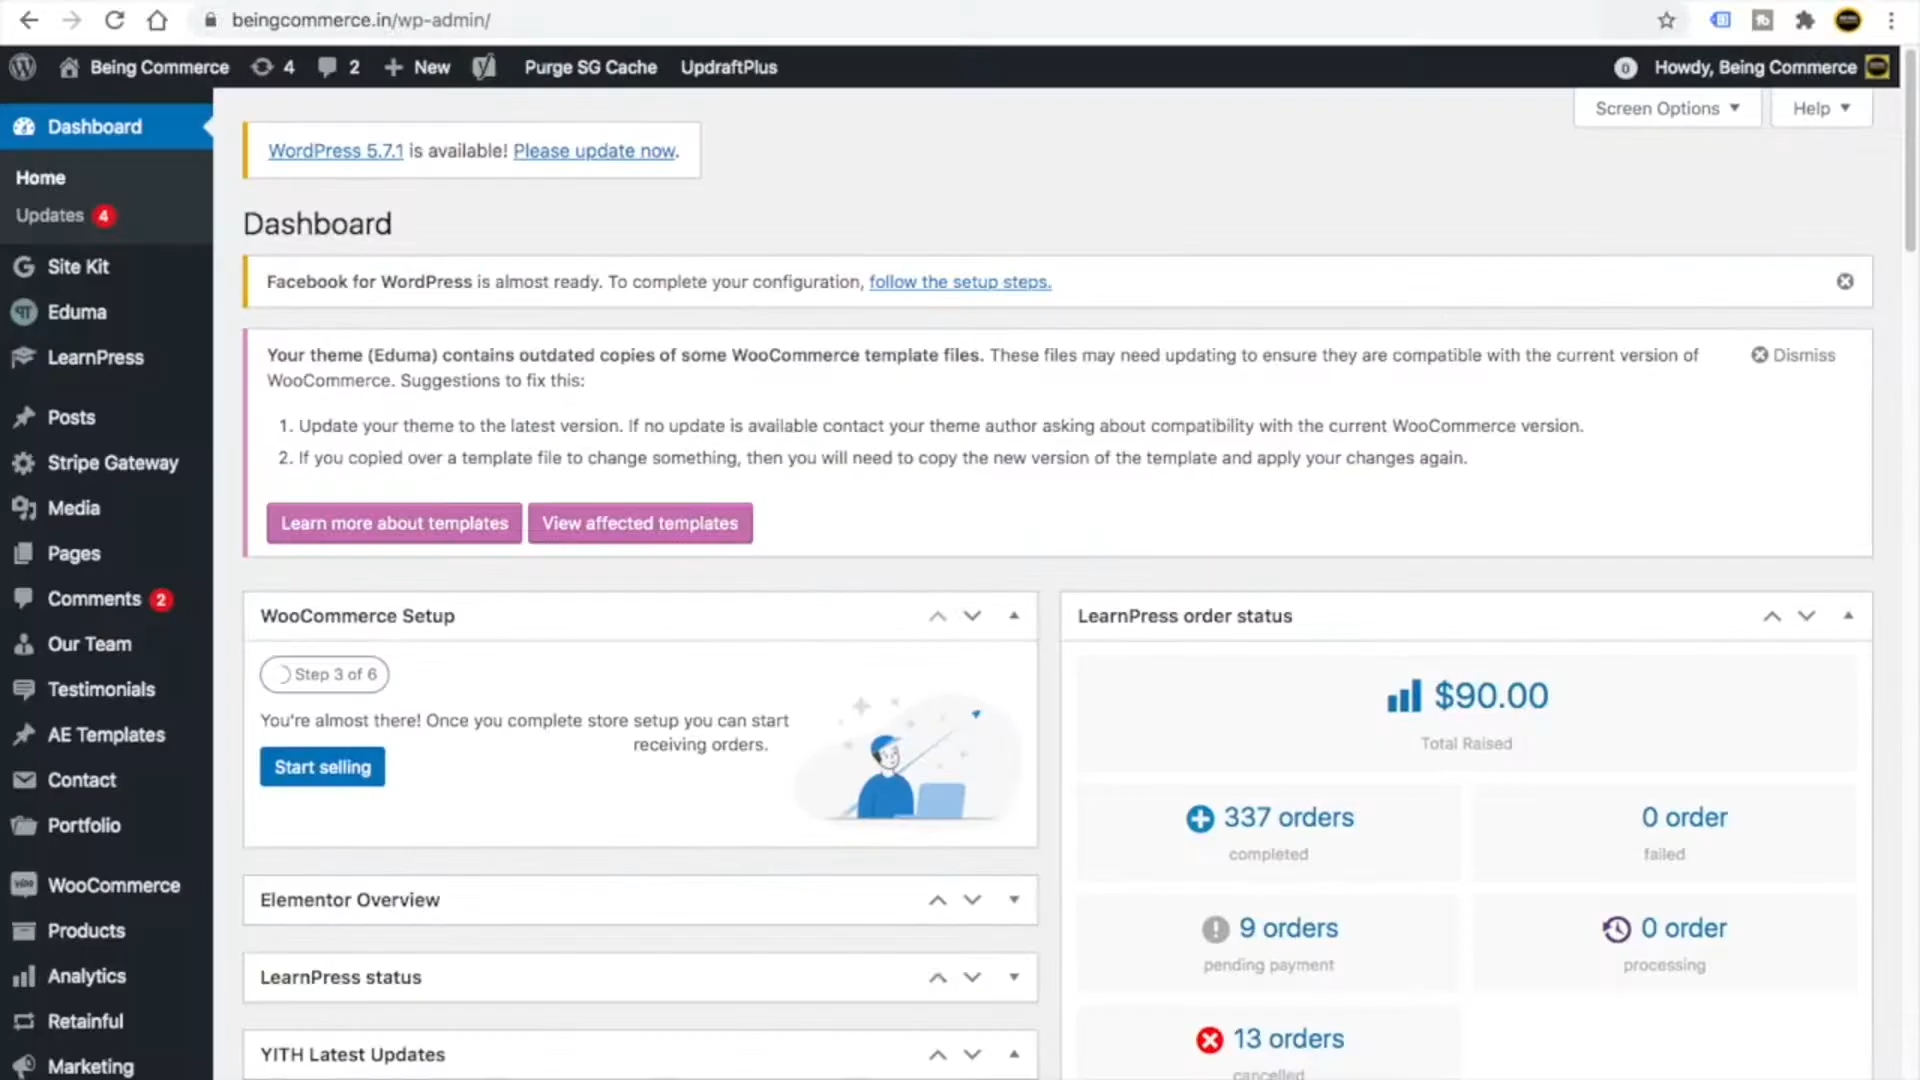 beingcommerce.in/wp-admin/
Being Commerce 4 2 New Purge SG Cache UpdraftPlus 0 Howdy, Being Commerce
Screen Options Help
Dashboard
Home
Updates 4
Site Kit
Eduma
LearnPress
Posts
Stripe Gateway
Media
Pages
Comments 2
Our Team
Testimonials
AE Templates
Contact
Portfolio
WooCommerce
Products
Analytics
Retainful
Marketing
WordPress 5.7.1 is available! Please update now.
Dashboard
Facebook for WordPress is almost ready. To complete your configuration, follow the setup steps.
Your theme (Eduma) contains outdated copies of some WooCommerce template files. These files may need updating to ensure they are compatible with the current version of
WooCommerce. Suggestions to fix this:
Dismiss
1. Update your theme to the latest version. If no update is available contact your theme author asking about compatibility with the current WooCommerce version.
2. If you copied over a template file to change something, then you will need to copy the new version of the template and apply your changes again.
Learn more about templates View affected templates
WooCommerce Setup
Step 3 of 6
You're almost there! Once you complete store setup you can start
receiving orders.
Start selling
Elementor Overview
LearnPress status
YITH Latest Updates
LearnPress order status
$90.00
Total Raised
337 orders
completed
0 order
failed
9 orders
pending payment
0 order
processing
13 orders
cancelled